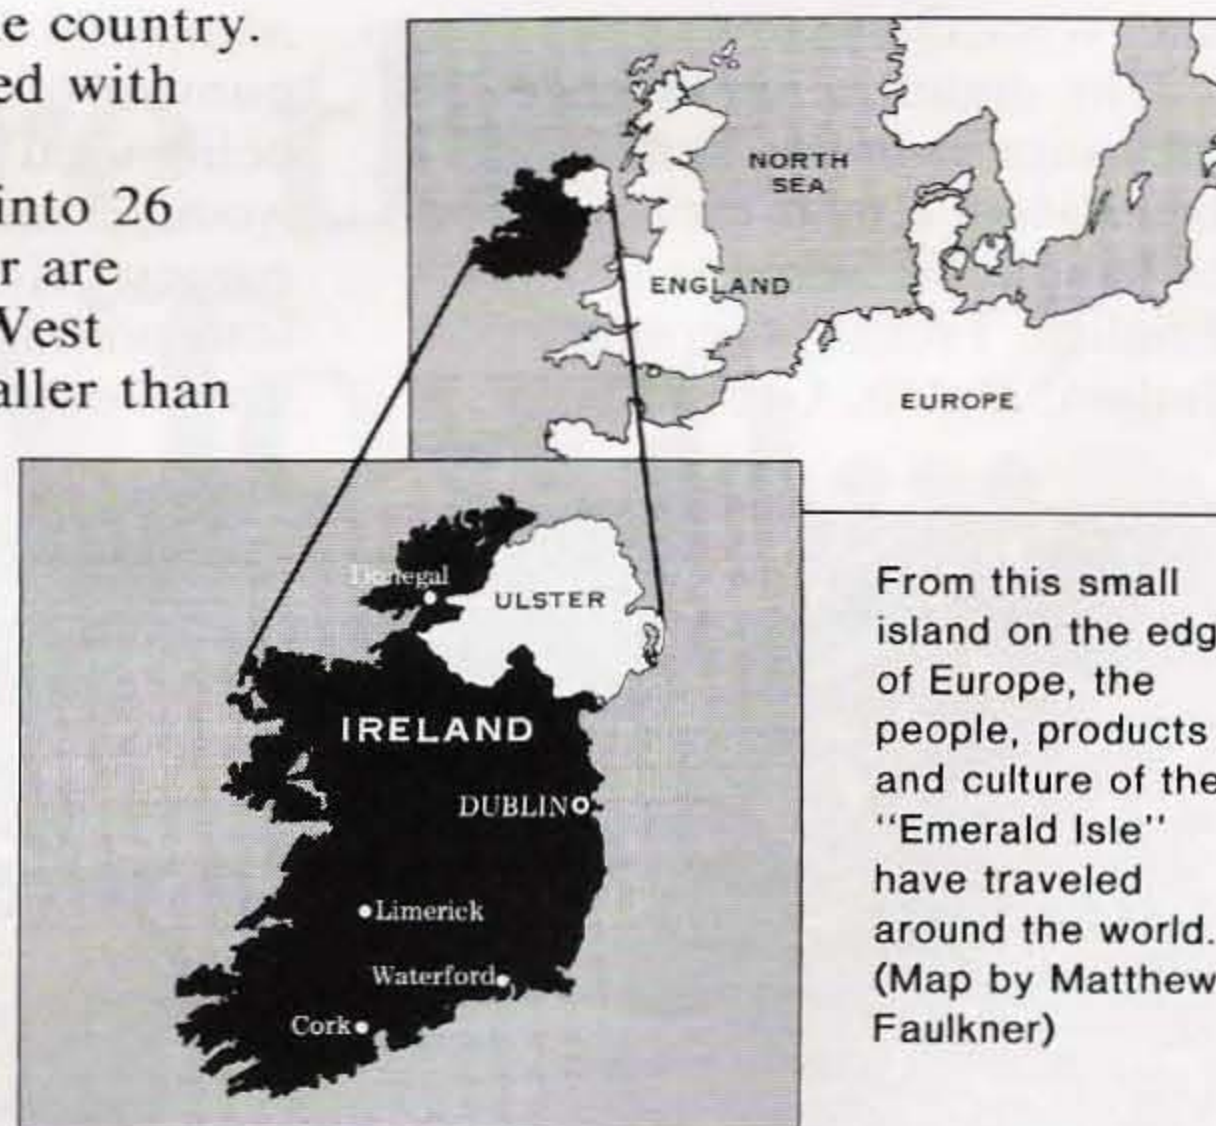 e country.
ed with
into 26
r are
Vest
aller than
NORTH
SEA
ENGLAND
EUROPE
Donegal
ULSTER
IRELAND
DUBLIN
Limerick
Waterford
Cork
From this small
island on the edg
of Europe, the
people, products
and culture of the
"Emerald Isle"
have traveled
around the world.
(Map by Matthew
Faulkner)